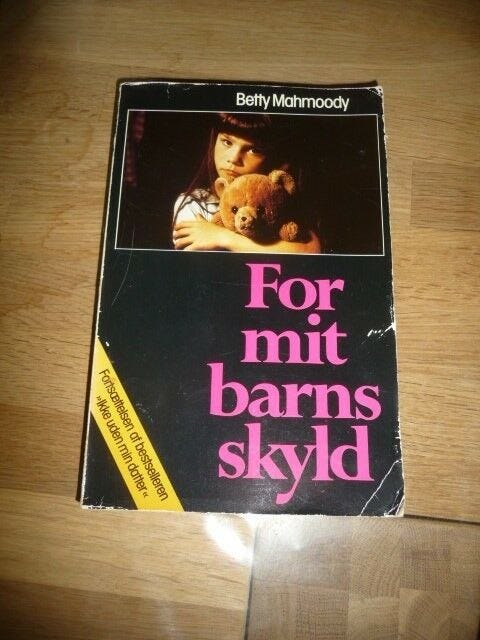 Betty Mahmoody
For
mit
barns
skyld
Fortsættelsen af bestselleren
»Ikke uden min datter«